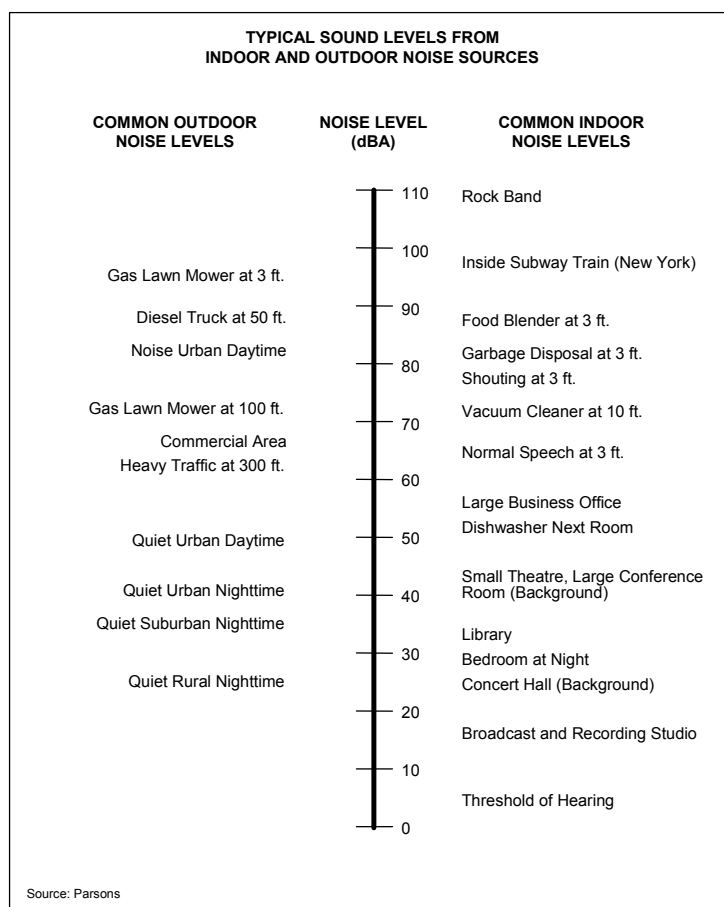 TYPICAL SOUND LEVELS FROM
INDOOR AND OUTDOOR NOISE SOURCES
COMMON OUTDOOR
NOISE LEVELS
NOISE LEVEL
(dBA)
COMMON INDOOR
NOISE LEVELS
110
Rock Band
100
Inside Subway Train (New York)
Gas Lawn Mower at 3 ft.
90
Diesel Truck at 50 ft.
Food Blender at 3 ft.
Noise Urban Daytime
Garbage Disposal at 3 ft.
80
Shouting at 3 ft.
Gas Lawn Mower at 100 ft.
Vacuum Cleaner at 10 ft.
70
Commercial Area
Normal Speech at 3 ft.
Heavy Traffic at 300 ft.
60
Large Business Office
Dishwasher Next Room
50
Quiet Urban Daytime
Small Theatre, Large Conference
Room (Background)
Quiet Urban Nighttime
40
Quiet Suburban Nighttime
Library
30
Bedroom at Night
Quiet Rural Nighttime
Concert Hall (Background)
20
Broadcast and Recording Studio
10
Threshold of Hearing
0
Source: Parsons